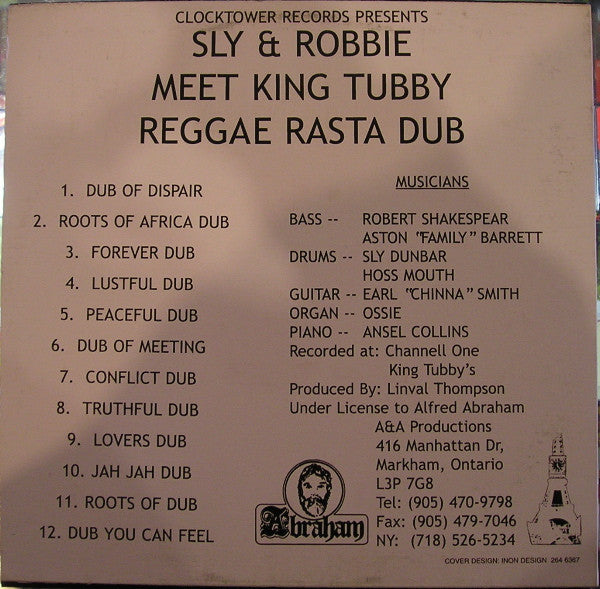 CLOCKTOWER RECORDS PRESENTS
SLY & ROBBIE
MEET KING TUBBY
REGGAE RASTA DUB
1. DUB OF DISPAIR
2. ROOTS OF AFRICA DUB
3. FOREVER DUB
4. LUSTFUL DUB
5. PEACEFUL DUB
6. DUB OF MEETING
7. CONFLICT DUB
8. TRUTHFUL DUB
9. LOVERS DUB
10. JAH JAH DUB
11. ROOTS OF DUB
12. DUB YOU CAN FEEL
MUSICIANS
BASS -- ROBERT SHAKESPEAR
ASTON "FAMILY" BARRETT
DRUMS -- SLY DUNBAR
HOSS MOUTH
GUITAR -- EARL "CHINNA" SMITH
ORGAN -- OSSIE
PIANO -- ANSEL COLLINS
Recorded at: Channell One
King Tubby's
Produced By: Linval Thompson
Under License to Alfred Abraham
A&A Productions
416 Manhattan Dr,
Markham, Ontario
L3P 7G8
Tel: (905) 470-9798
Fax: (905) 479-7046
NY: (718) 526-5234
Abraham
COVER DESIGN: INON DESIGN 264 6367